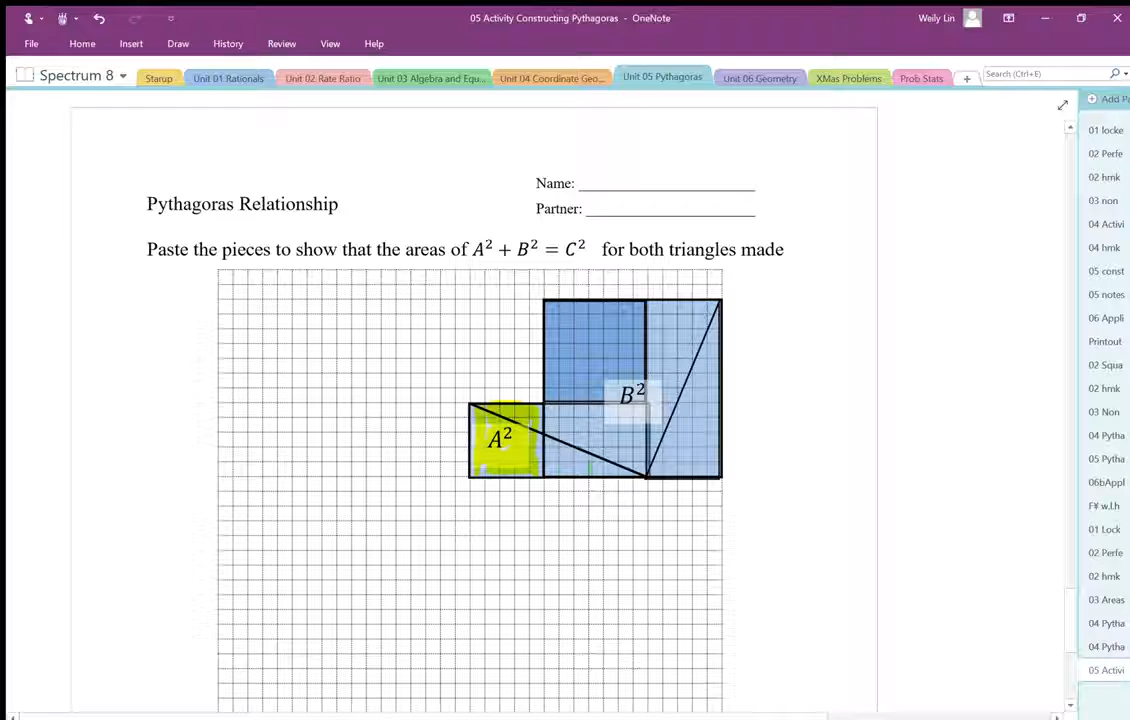 05 Activity Constructing Pythagoras - OneNote
Weily Lin
File Home Insert Draw History Review View Help
Spectrum 8
Starup Unit 01 Rationals Unit 02 Rate Ratio Unit 03 Algebra and Equ... Unit 04 Coordinate Geo... Unit 05 Pythagoras Unit 06 Geometry XMas Problems Prob Stats + Search (Ctrl+E)
Add Pa
01 locke
02 Perfe
02 hmk
03 non
04 Activi
04 hmk
05 const
05 notes
06 Appli
Printout
02 Squa
02 hmk
03 Non
04 Pytha
05 Pytha
06bAppl
F¥ w.l.h
01 Lock
02 Perfe
02 hmk
03 Areas
04 Pytha
04 Pytha
05 Activi
Name:
Pythagoras Relationship
Partner:
Paste the pieces to show that the areas of A² + B² = C² for both triangles made
B²
A²